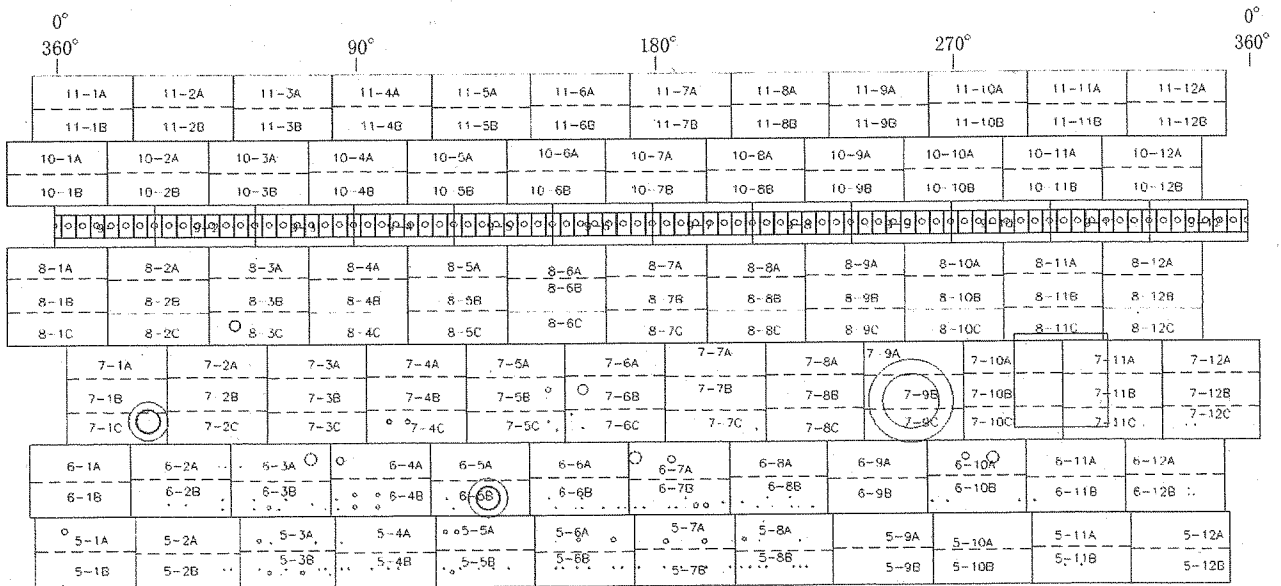 0° 0°
360° 90° 180° 270° 360°
11-1A 11-2A 11-3A 11-4A 11-5A 11-6A 11-7A 11-8A 11-9A 11-10A 11-11A 11-12A
11-1B 11-2B 11-3B 11-4B 11-5B 11-6B 11-7B 11-8B 11-9B 11-10B 11-11B 11-12B
10-1A 10-2A 10-3A 10-4A 10-5A 10-6A 10-7A 10-8A 10-9A 10-10A 10-11A 10-12A
10-1B 10-2B 10-3B 10-4B 10-5B 10-6B 10-7B 10-8B 10-9B 10-10B 10-11B 10-12B
8-1A 8-2A 8-3A 8-4A 8-5A 8-6A 8-7A 8-8A 8-9A 8-10A 8-11A 8-12A
8-1B 8-2B 8-3B 8-4B 8-5B 8-6B 8-7B 8-8B 8-9B 8-10B 8-11B 8-12B
8-1C 8-2C 8-3C 8-4C 8-5C 8-6C 8-7C 8-8C 8-9C 8-10C 8-11C 8-12C
7-1A 7-2A 7-3A 7-4A 7-5A 7-6A 7-7A 7-8A 7-9A 7-10A 7-11A 7-12A
7-1B 7-2B 7-3B 7-4B 7-5B 7-6B 7-7B 7-8B 7-9B 7-10B 7-11B 7-12B
7-1C 7-2C 7-3C 7-4C 7-5C 7-6C 7-7C 7-8C 7-9C 7-10C 7-11C 7-12C
6-1A 6-2A 6-3A 6-4A 6-5A 6-6A 6-7A 6-8A 6-9A 6-10A 6-11A 6-12A
6-1B 6-2B 6-3B 6-4B 6-5B 6-6B 6-7B 6-8B 6-9B 6-10B 6-11B 6-12B
5-1A 5-2A 5-3A 5-4A 5-5A 5-6A 5-7A 5-8A 5-9A 5-10A 5-11A 5-12A
5-1B 5-2B 5-3B 5-4B 5-5B 5-6B 5-7B 5-8B 5-9B 5-10B 5-11B 5-12B